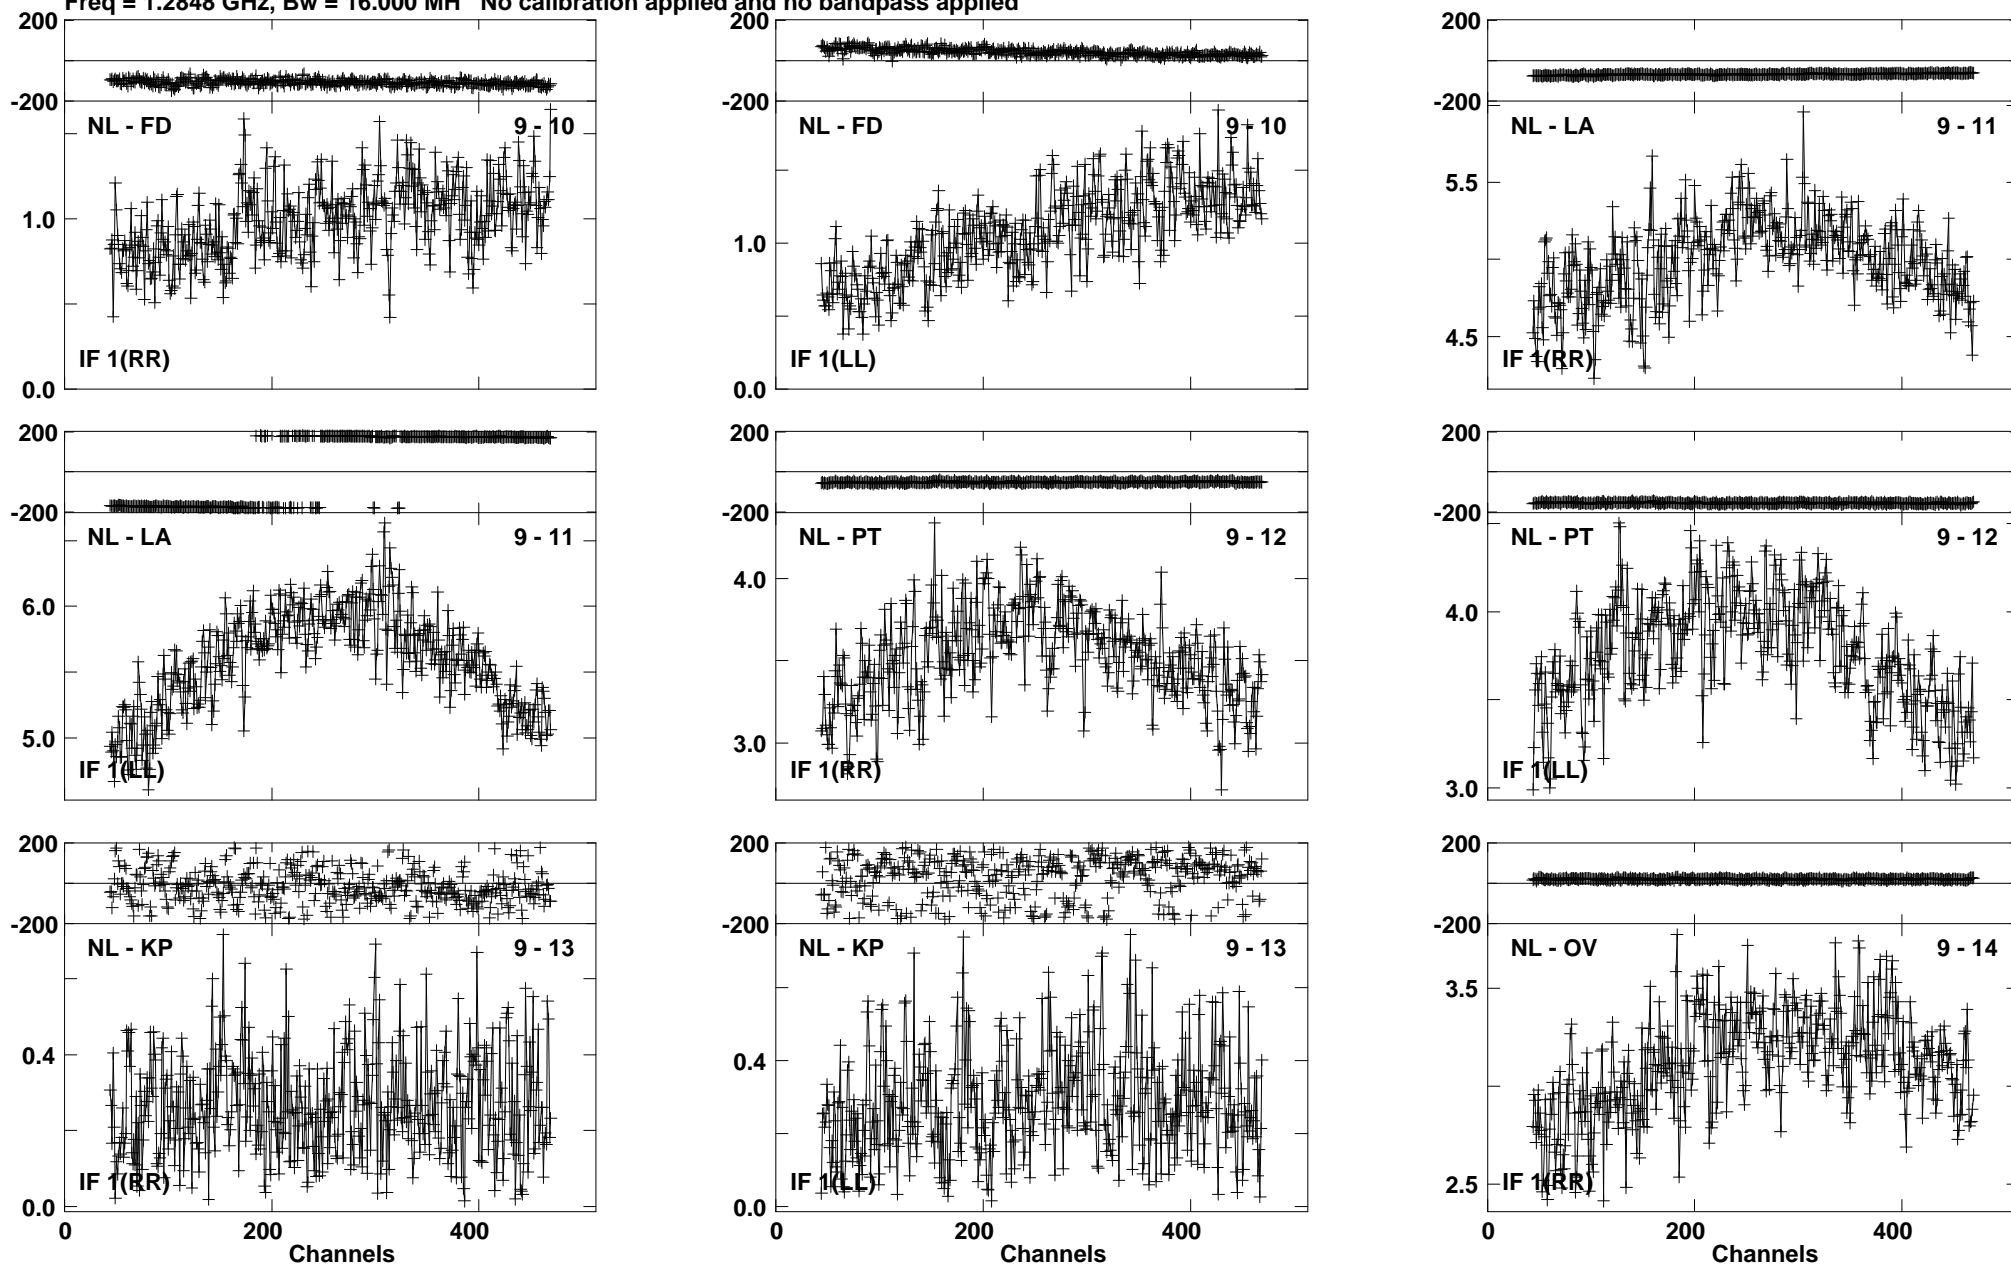 Freq = 1.2848 GHz, Bw = 16.000 MH No calibration applied and no bandpass applied
200
-200
NL - FD
9 - 10
1.0
IF 1(RR)
0.0
200
-200
NL - FD
9 - 10
1.0
IF 1(LL)
0.0
200
-200
NL - LA
9 - 11
5.5
4.5
IF 1(RR)
200
-200
NL - LA
9 - 11
6.0
5.0
IF 1(LL)
200
-200
NL - PT
9 - 12
4.0
3.0
IF 1(RR)
200
-200
NL - PT
9 - 12
4.0
IF 1(LL)
3.0
200
-200
NL - KP
9 - 13
0.4
IF 1(RR)
0.0
0
200
400
Channels
200
-200
NL - KP
9 - 13
0.4
IF 1(LL)
0.0
0
200
400
Channels
200
-200
NL - OV
9 - 14
3.5
2.5
IF 1(RR)
0
200
400
Channels